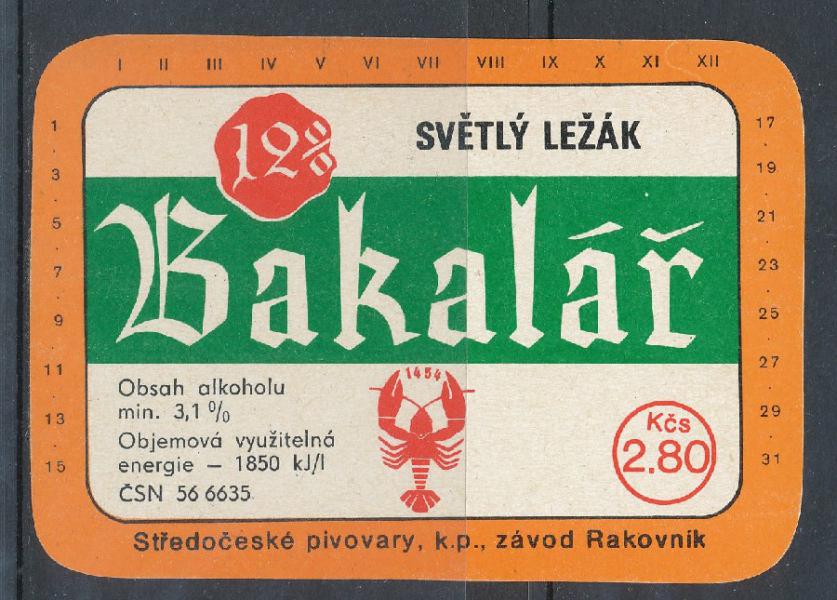 I II III IV V VI VII VIII IX X XI XII
1
3
5
7
9
11
13
15
17
19
21
23
25
27
29
31
12%
SVĚTLÝ LEŽÁK
Bakalář
Obsah alkoholu
min. 3,1 %
Objemová využitelná
energie – 1850 kJ/l
ČSN 56 6635
1454
Kčs
2.80
Středočeské pivovary, k.p., závod Rakovník